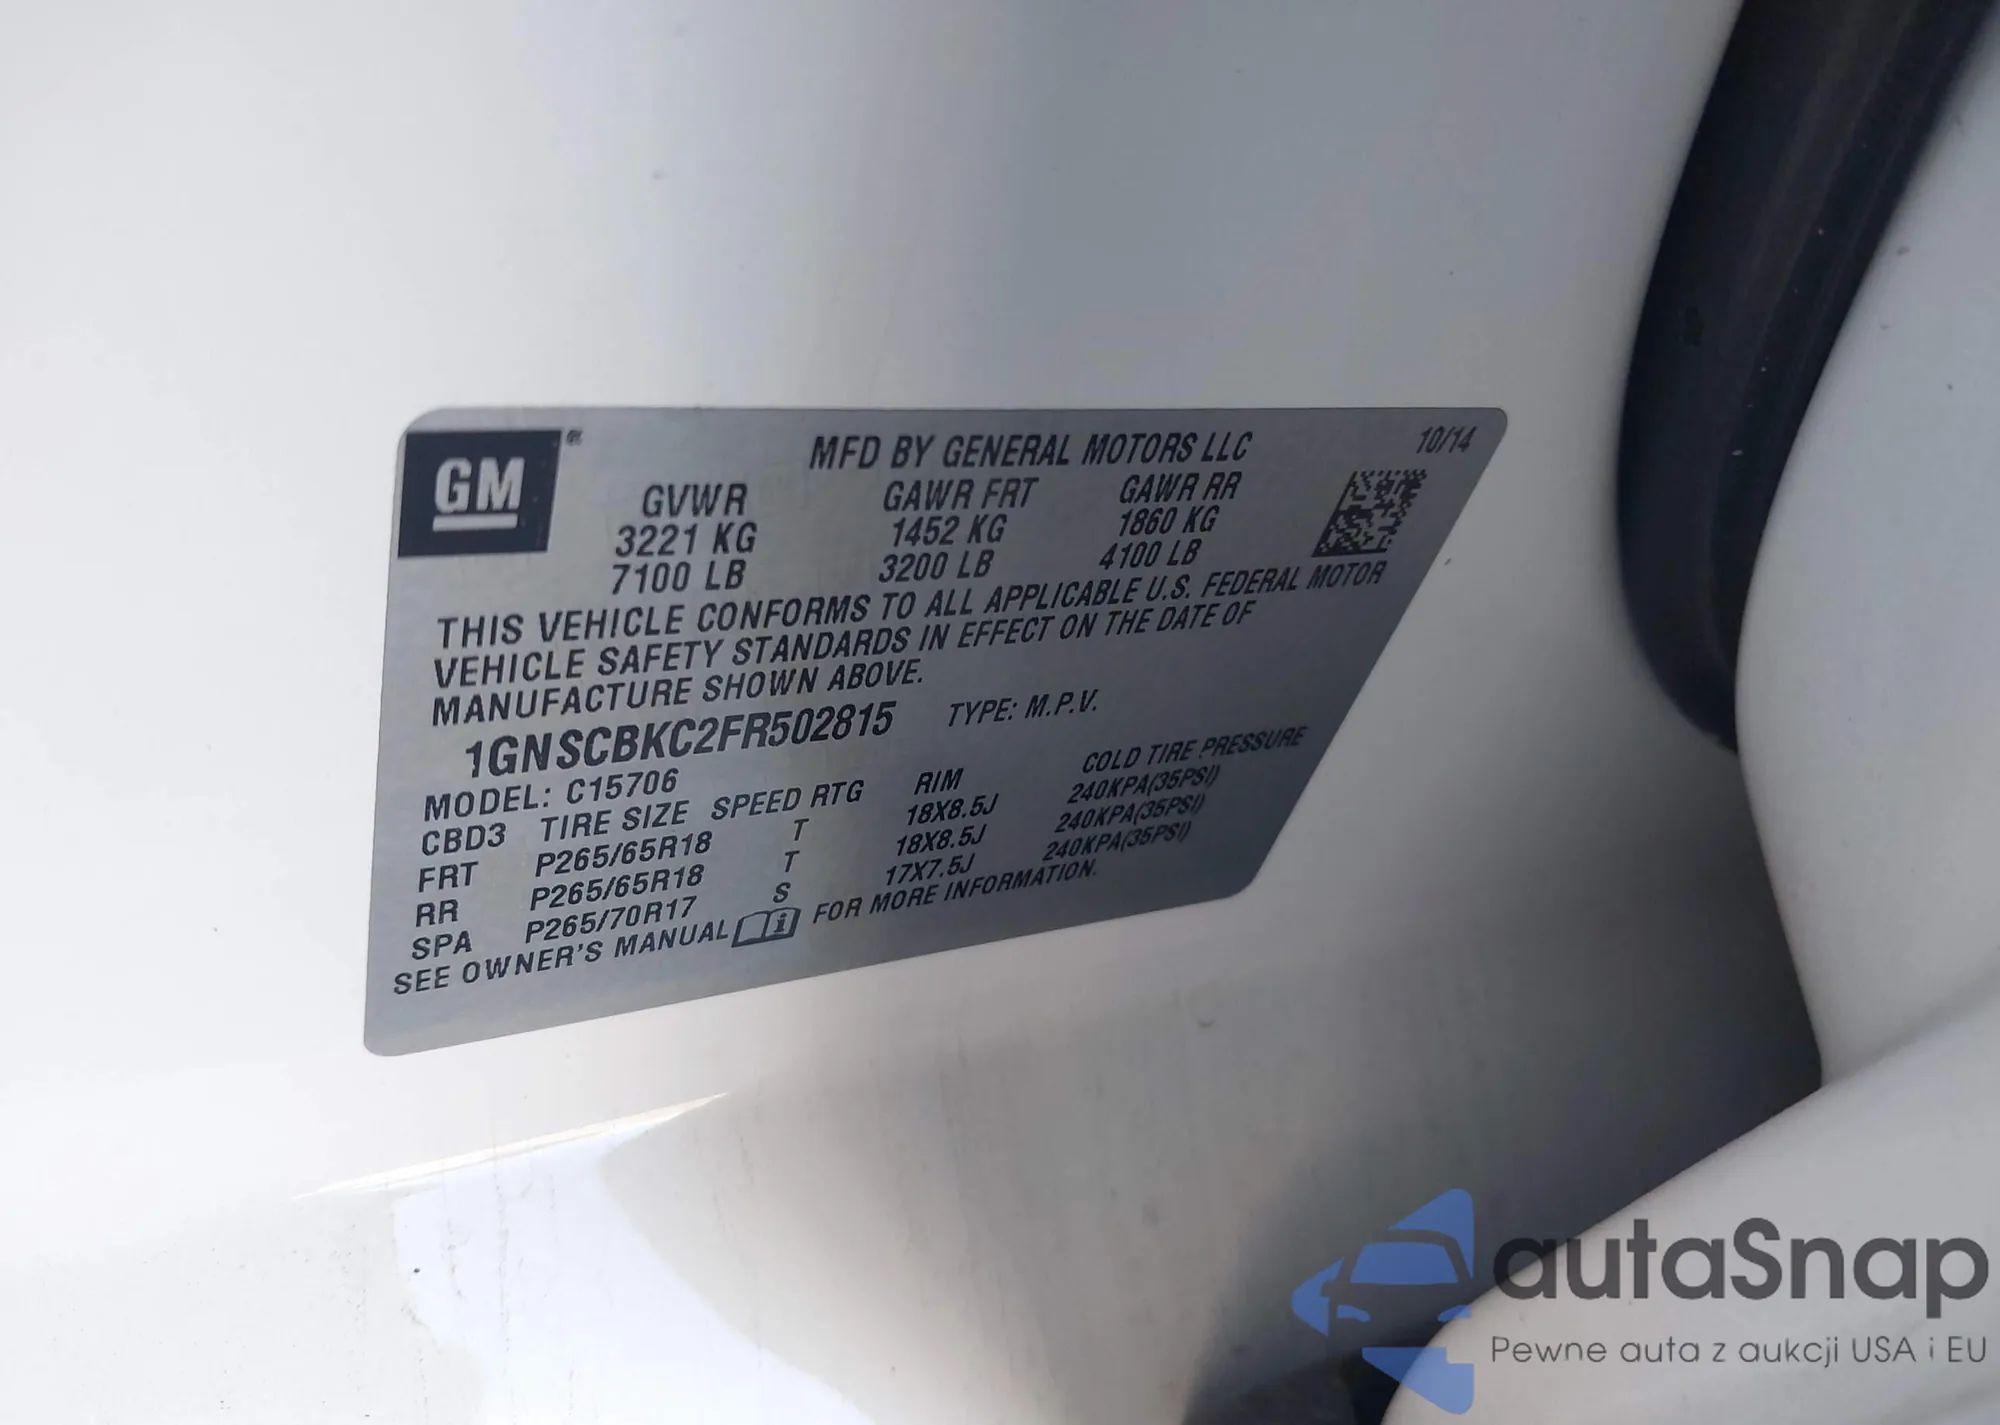 GM®
MFD BY GENERAL MOTORS LLC 10/14
GVWR GAWR FRT GAWR RR
3221 KG 1452 KG 1860 KG
7100 LB 3200 LB 4100 LB
THIS VEHICLE CONFORMS TO ALL APPLICABLE U.S. FEDERAL MOTOR
VEHICLE SAFETY STANDARDS IN EFFECT ON THE DATE OF
MANUFACTURE SHOWN ABOVE.
1GNSCBKC2FR502815 TYPE: M.P.V.
MODEL: C15706
CBD3 TIRE SIZE SPEED RTG RIM COLD TIRE PRESSURE
FRT P265/65R18 T 18X8.5J 240KPA(35PSI)
RR P265/65R18 T 18X8.5J 240KPA(35PSI)
SPA P265/70R17 S 17X7.5J 240KPA(35PSI)
SEE OWNER'S MANUAL FOR MORE INFORMATION.
autaSnap
Pewne auta z aukcji USA i EU